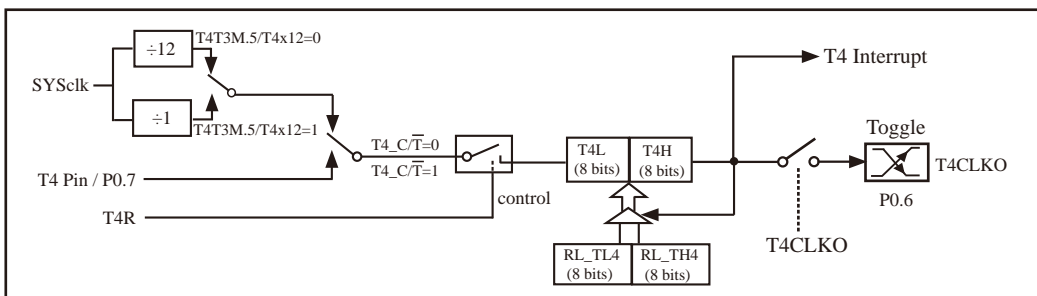 T4T3M.5/T4x12=0
÷12
SYSclk
÷1
T4T3M.5/T4x12=1
T4 Pin / P0.7
T4R
T4_C/T̅=0
T4_C/T̅=1
control
T4L
(8 bits)
T4H
(8 bits)
RL_TL4
(8 bits)
RL_TH4
(8 bits)
T4 Interrupt
Toggle
T4CLKO
P0.6
T4CLKO